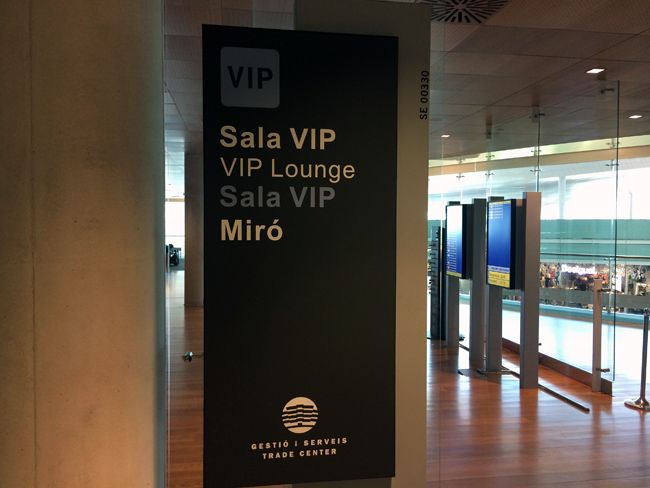 VIP
Sala VIP
VIP Lounge
Sala VIP
Miró
GESTIÓ I SERVEIS
TRADE CENTER
SE 00330